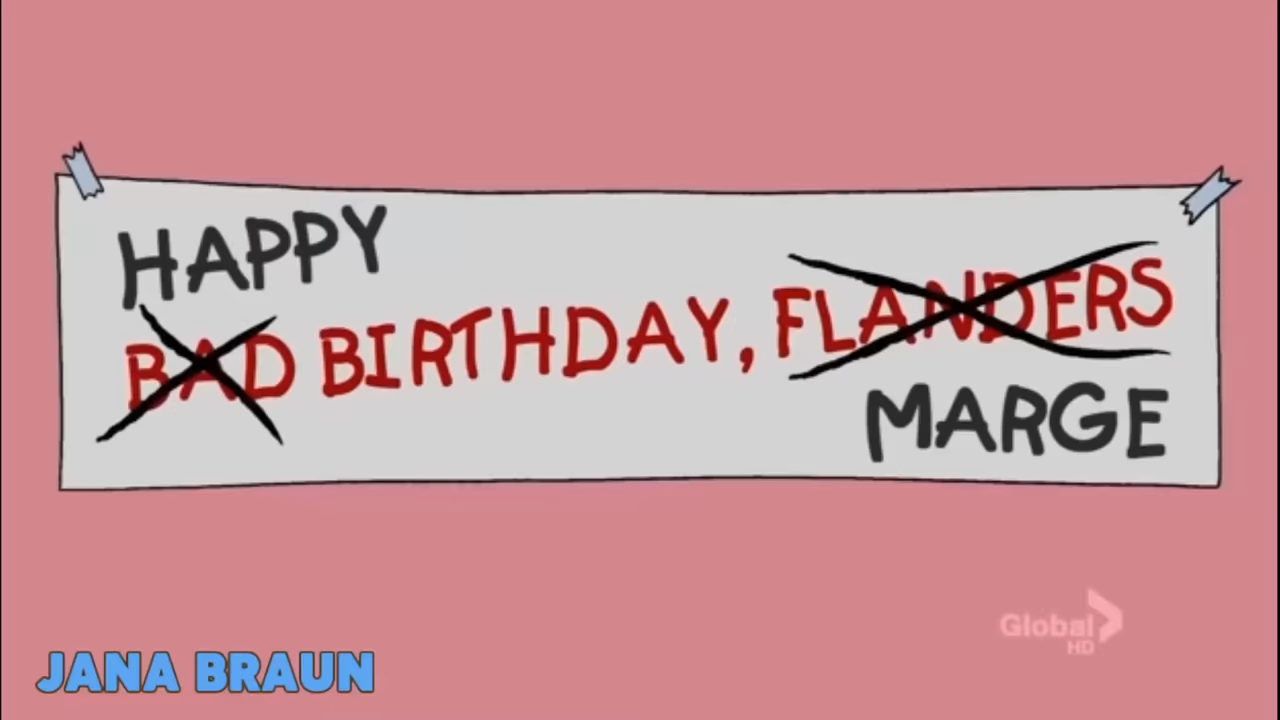 HAPPY
BAD BIRTHDAY, FLANDERS
MARGE
Global
HD
JANA BRAUN